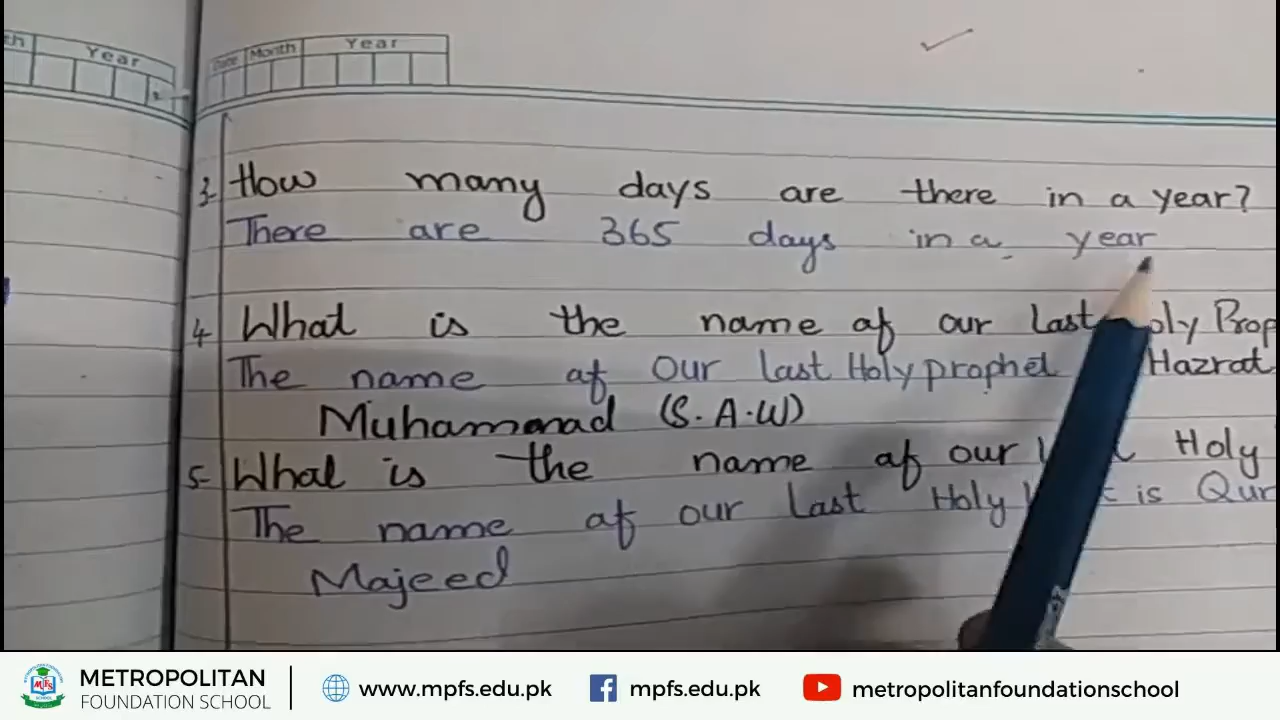 th Year
Date Month Year
3- How many days are there in a year?
There are 365 days in a year
4- What is the name of our last Holy Prop
The name of our last Holy prophet Hazrat
Muhammad (S.A.W)
5- What is the name of our Holy
The name of our last Holy is Qur
Majeed
METROPOLITAN
FOUNDATION SCHOOL
www.mpfs.edu.pk
mpfs.edu.pk
metropolitanfoundationschool